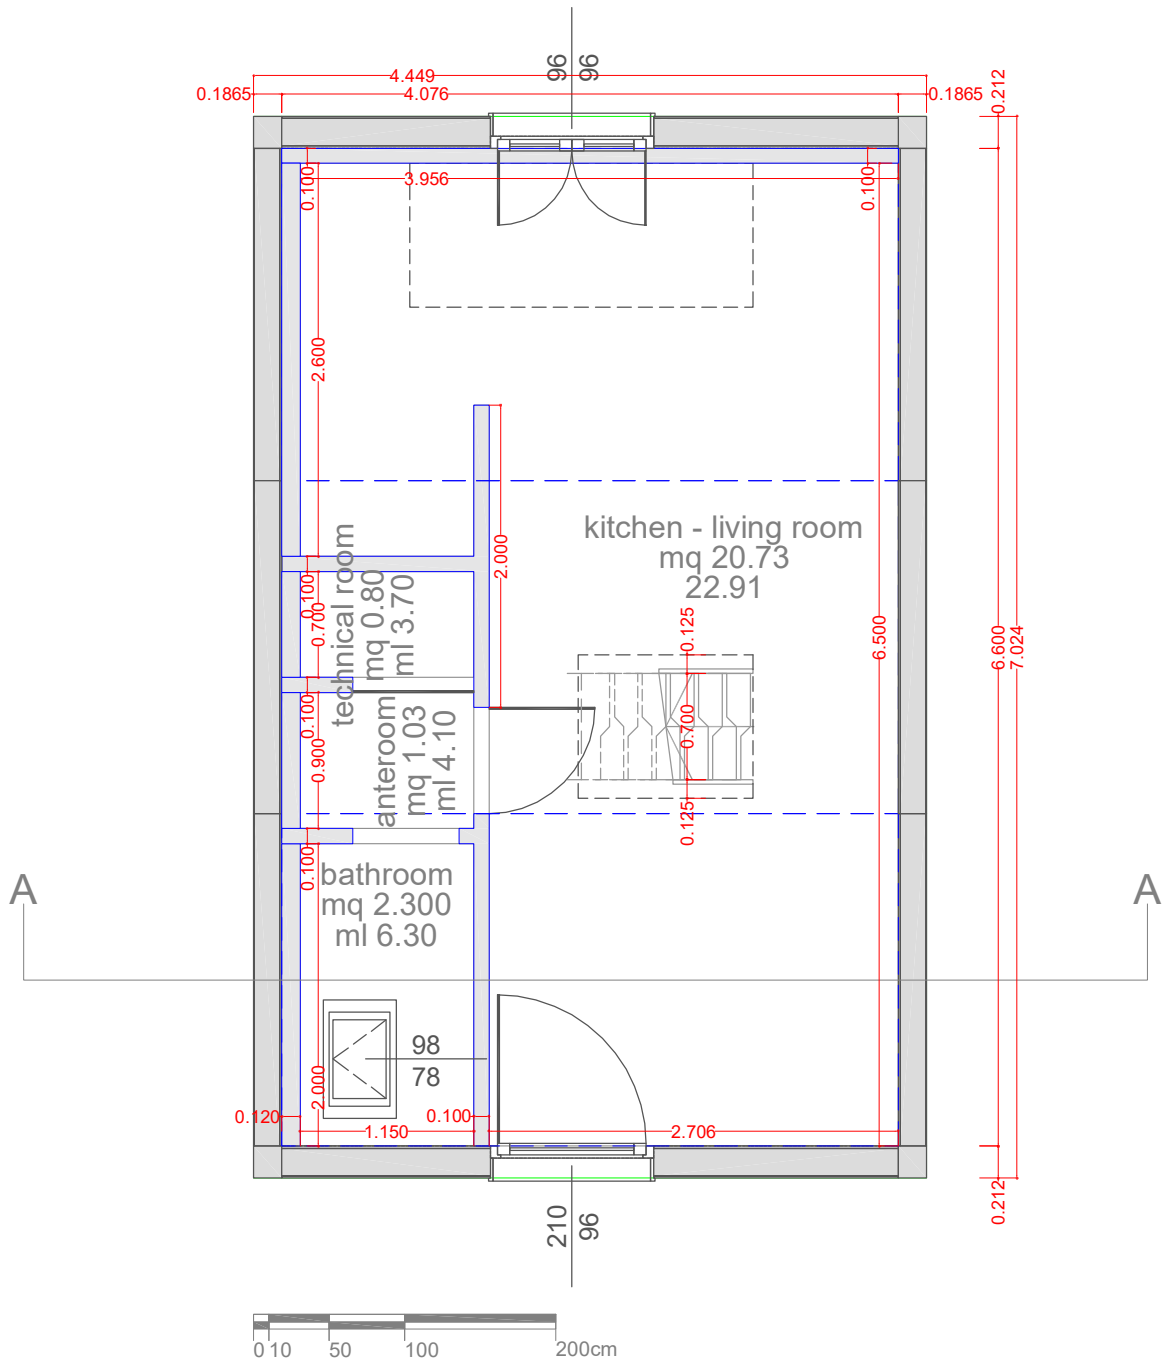 96
96
4.449
0.1865
4.076
0.1865
0.212
0.100
3.956
0.100
2.600
2.000
kitchen - living room
mq 20.73
22.91
technical room
mq 0.80
ml 3.70
0.100
0.700
0.125
6.500
6.600
7.024
anteroom
mq 1.03
ml 4.10
0.100
0.900
0.700
0.125
0.100
bathroom
mq 2.300
ml 6.30
A
A
98
78
2.000
0.120
1.150
0.100
2.706
0.212
210
96
0 10 50 100 200cm